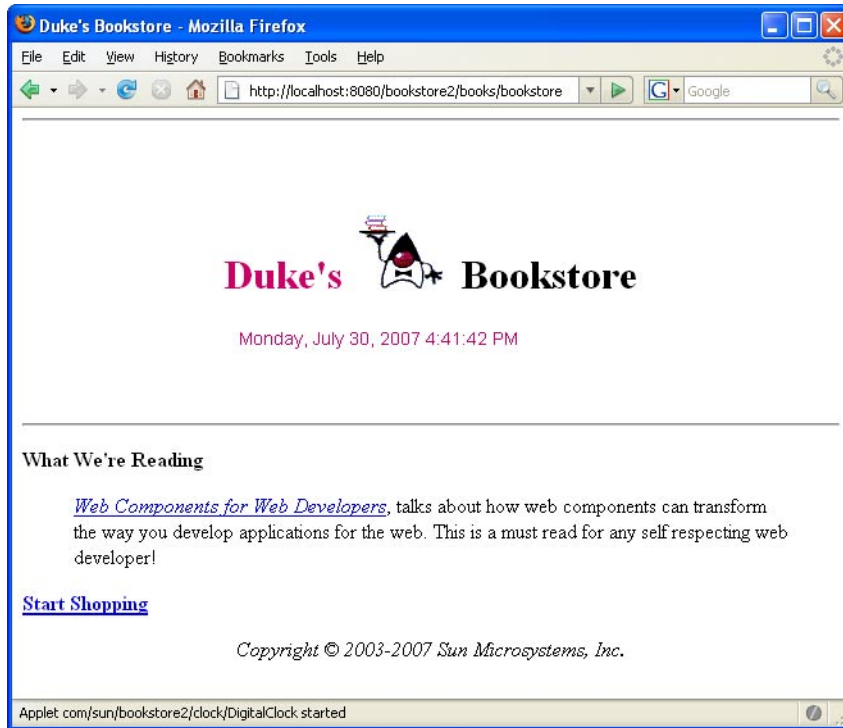 Duke's Bookstore - Mozilla Firefox
File Edit View History Bookmarks Tools Help
http://localhost:8080/bookstore2/books/bookstore G Google
Duke's Bookstore
Monday, July 30, 2007 4:41:42 PM
What We're Reading
Web Components for Web Developers, talks about how web components can transform
the way you develop applications for the web. This is a must read for any self respecting web
developer!
Start Shopping
Copyright © 2003-2007 Sun Microsystems, Inc.
Applet com/sun/bookstore2/clock/DigitalClock started